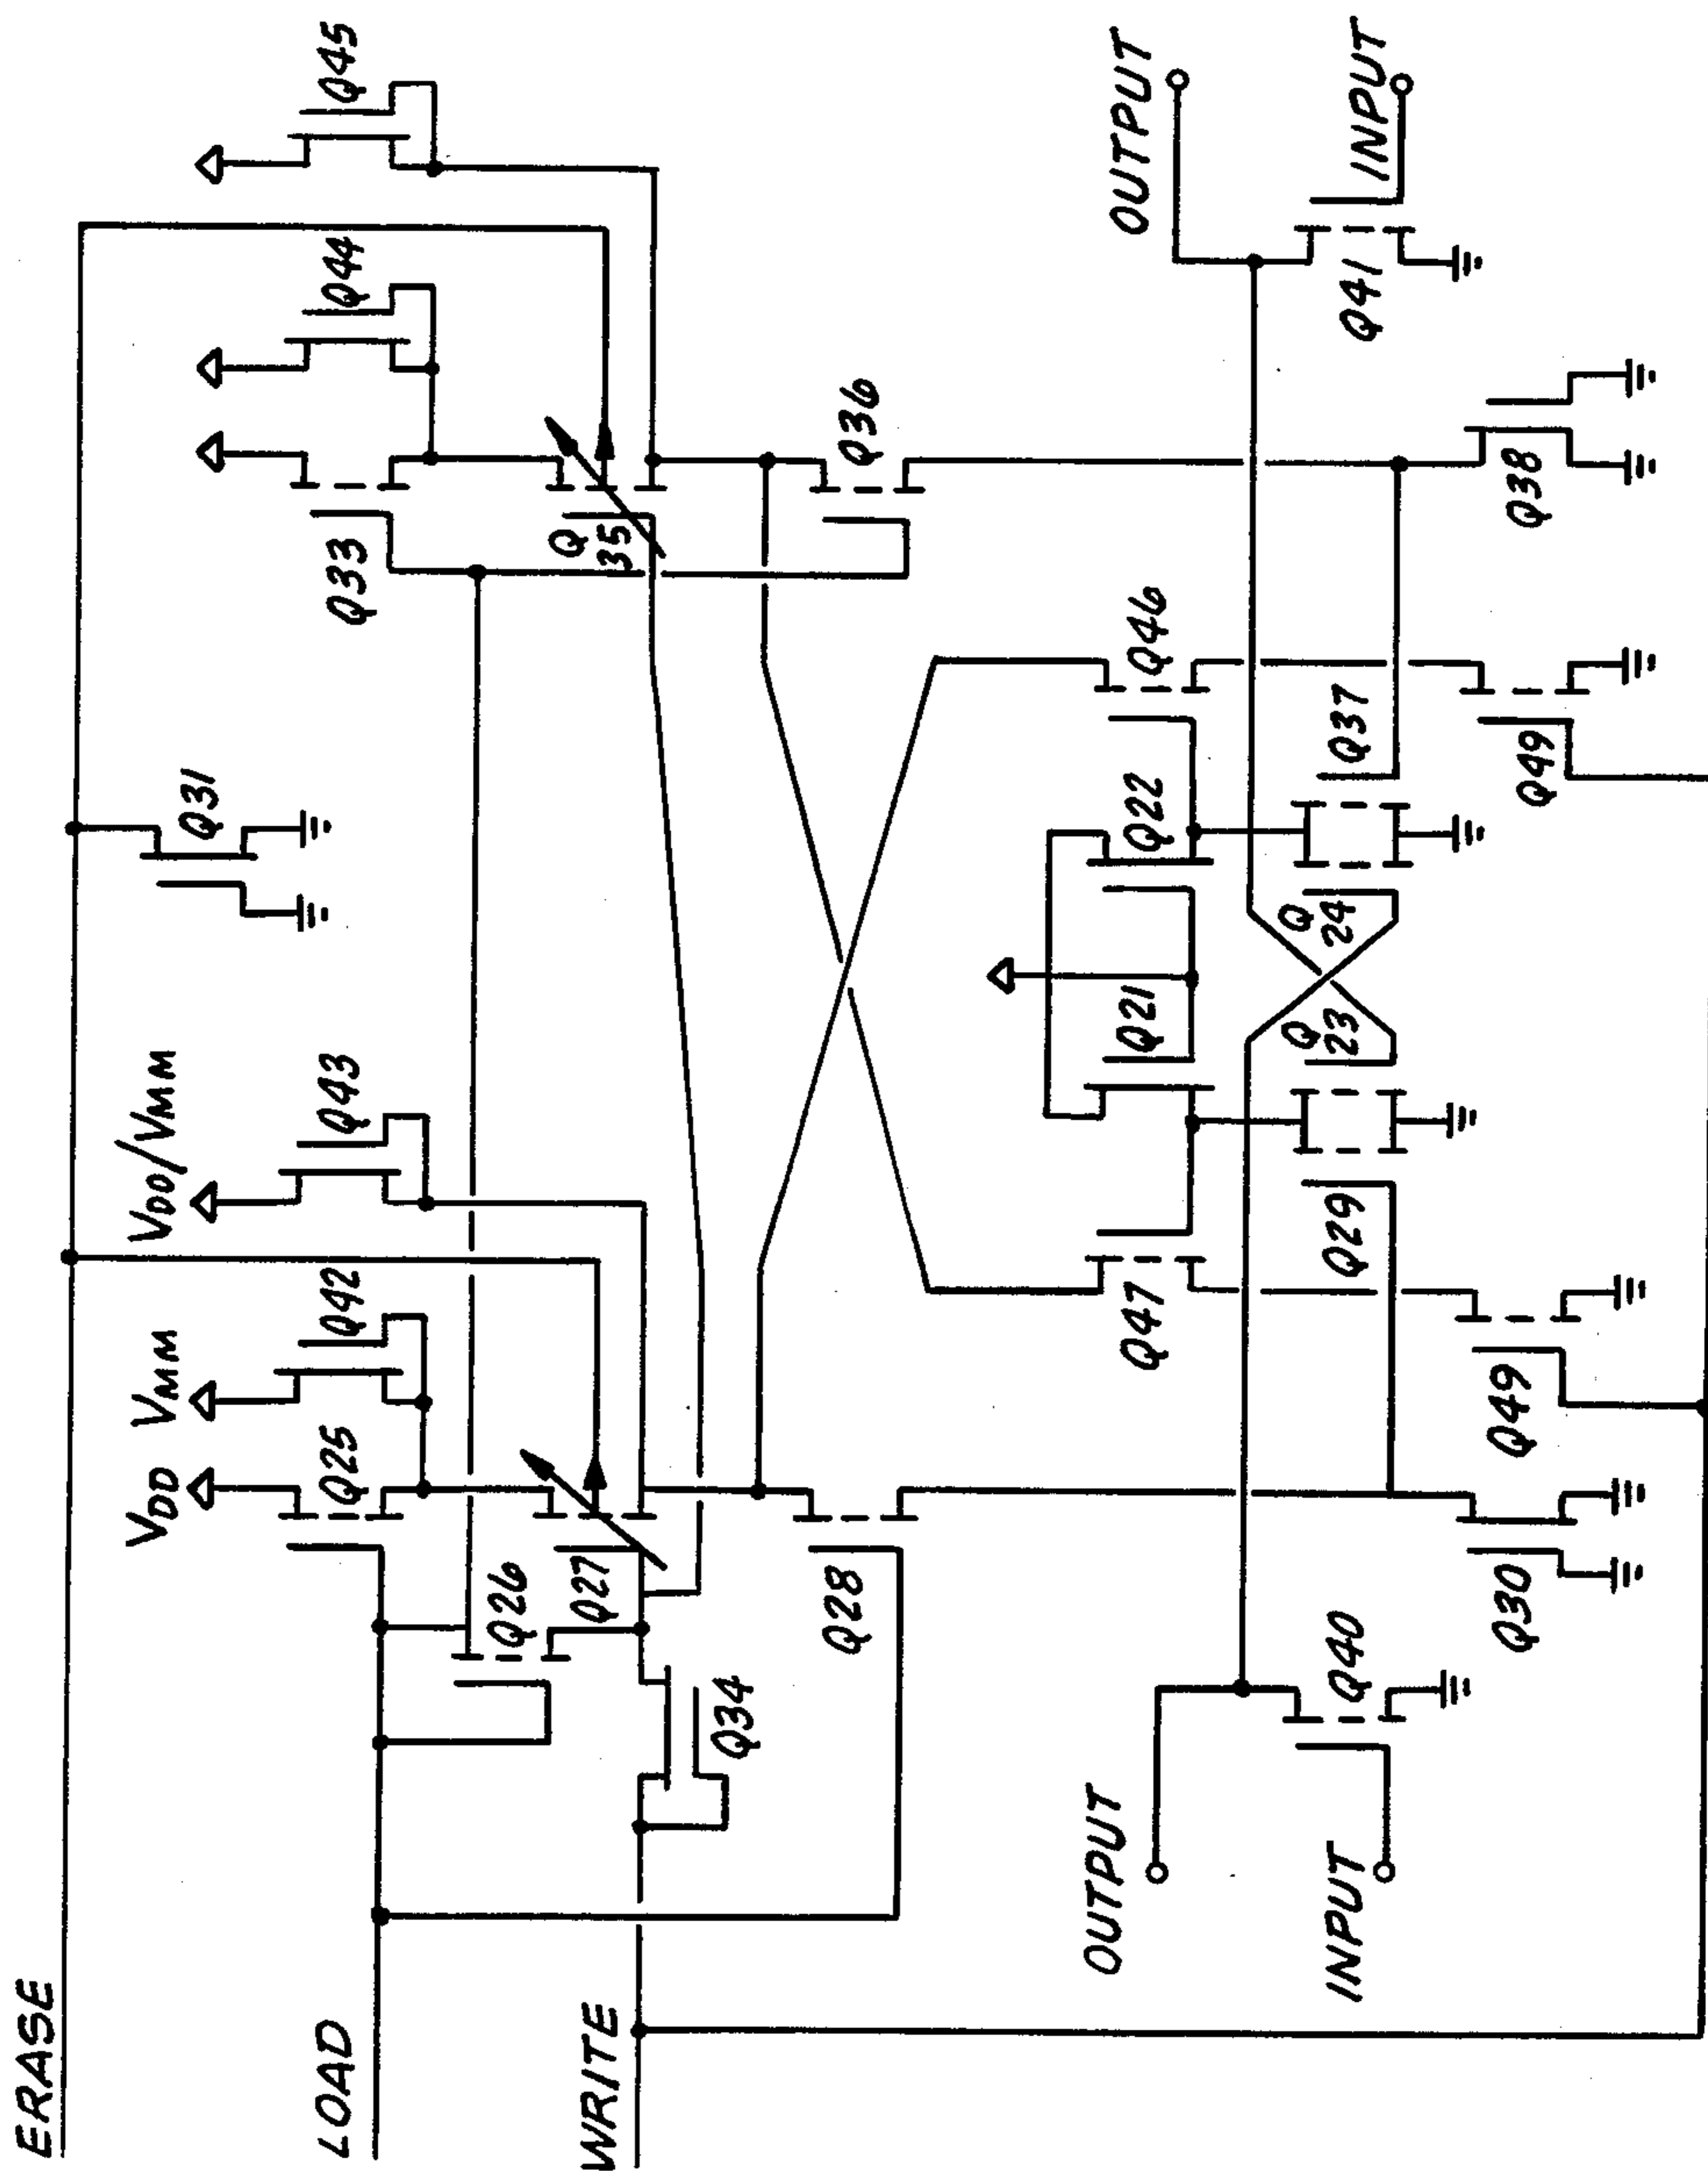 ERASE
LOAD
WRITE
VDD
VMM
VDD/VMM
Q25
Q42
Q43
Q31
Q33
Q44
Q45
Q26
Q27
Q34
Q28
Q
35
Q36
Q47
Q21
Q22
Q46
OUTPUT
INPUT
Q40
Q29
Q
23
Q
24
Q37
Q41
OUTPUT
INPUT
Q30
Q49
Q49
Q38